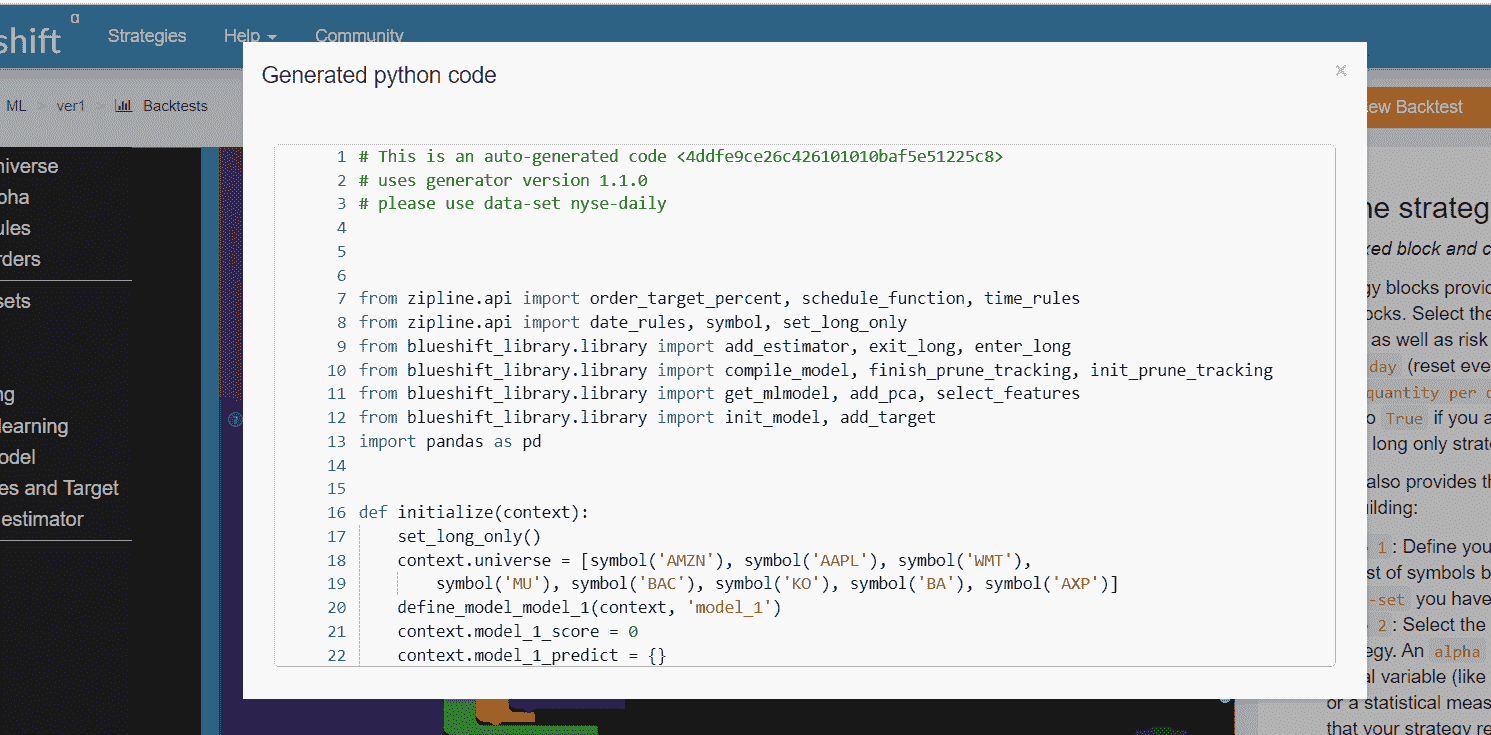 α
shift
Strategies
Help
Community
Generated python code
×
ML > ver1 > Backtests
ew Backtest
1 # This is an auto-generated code <4ddfe9ce26c426101010baf5e51225c8>
2 # uses generator version 1.1.0
3 # please use data-set nyse-daily
4
5
6
7 from zipline.api import order_target_percent, schedule_function, time_rules
8 from zipline.api import date_rules, symbol, set_long_only
9 from blueshift_library.library import add_estimator, exit_long, enter_long
10 from blueshift_library.library import compile_model, finish_prune_tracking, init_prune_tracking
11 from blueshift_library.library import get_mlmodel, add_pca, select_features
12 from blueshift_library.library import init_model, add_target
13 import pandas as pd
14
15
16 def initialize(context):
17     set_long_only()
18     context.universe = [symbol('AMZN'), symbol('AAPL'), symbol('WMT'),
19         symbol('MU'), symbol('BAC'), symbol('KO'), symbol('BA'), symbol('AXP')]
20     define_model_model_1(context, 'model_1')
21     context.model_1_score = 0
22     context.model_1_predict = {}
niverse
pha
ules
rders
sets
ng
learning
odel
es and Target
estimator
he strateg
xed block and c
gy blocks provid
ocks. Select the
as well as risk
day (reset eve
quantity per d
o True if you a
long only strate
also provides th
ilding:
1: Define you
st of symbols b
-set you have
2: Select the
egy. An alpha
al variable (like
or a statistical meas
that your strategy re